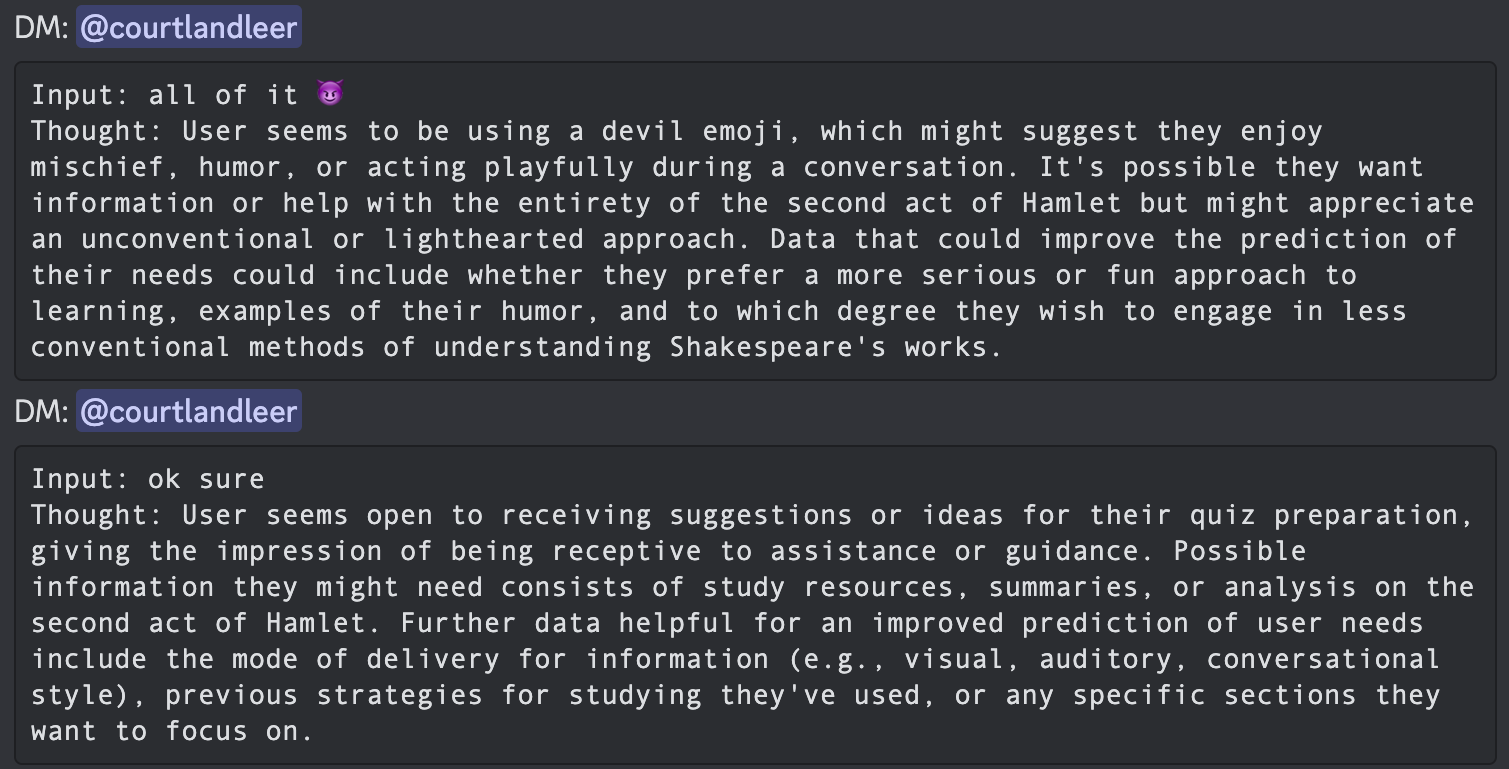 DM: @courtlandleer
Input: all of it 😈
Thought: User seems to be using a devil emoji, which might suggest they enjoy
mischief, humor, or acting playfully during a conversation. It's possible they want
information or help with the entirety of the second act of Hamlet but might appreciate
an unconventional or lighthearted approach. Data that could improve the prediction of
their needs could include whether they prefer a more serious or fun approach to
learning, examples of their humor, and to which degree they wish to engage in less
conventional methods of understanding Shakespeare's works.
DM: @courtlandleer
Input: ok sure
Thought: User seems open to receiving suggestions or ideas for their quiz preparation,
giving the impression of being receptive to assistance or guidance. Possible
information they might need consists of study resources, summaries, or analysis on the
second act of Hamlet. Further data helpful for an improved prediction of user needs
include the mode of delivery for information (e.g., visual, auditory, conversational
style), previous strategies for studying they've used, or any specific sections they
want to focus on.